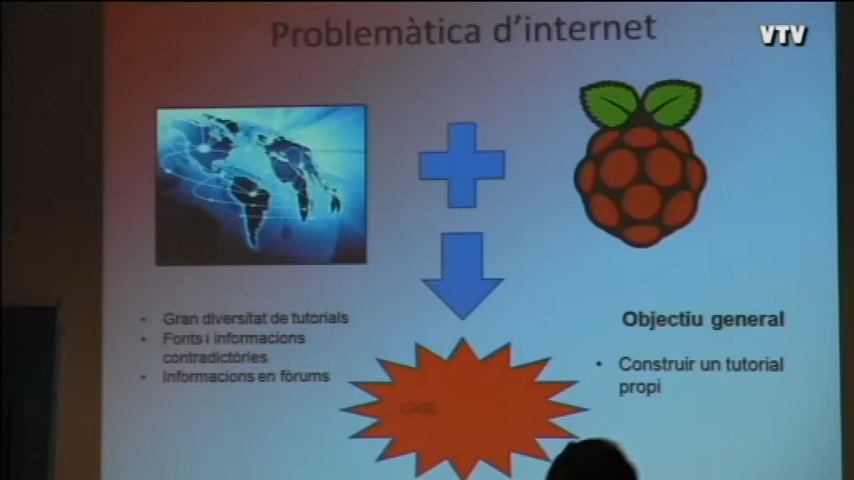 Problemàtica d'internet
VTV
• Gran diversitat de tutorials
• Fonts i informacions
contradictòries
• Informacions en fòrums
Objectiu general
• Construir un tutorial
propi